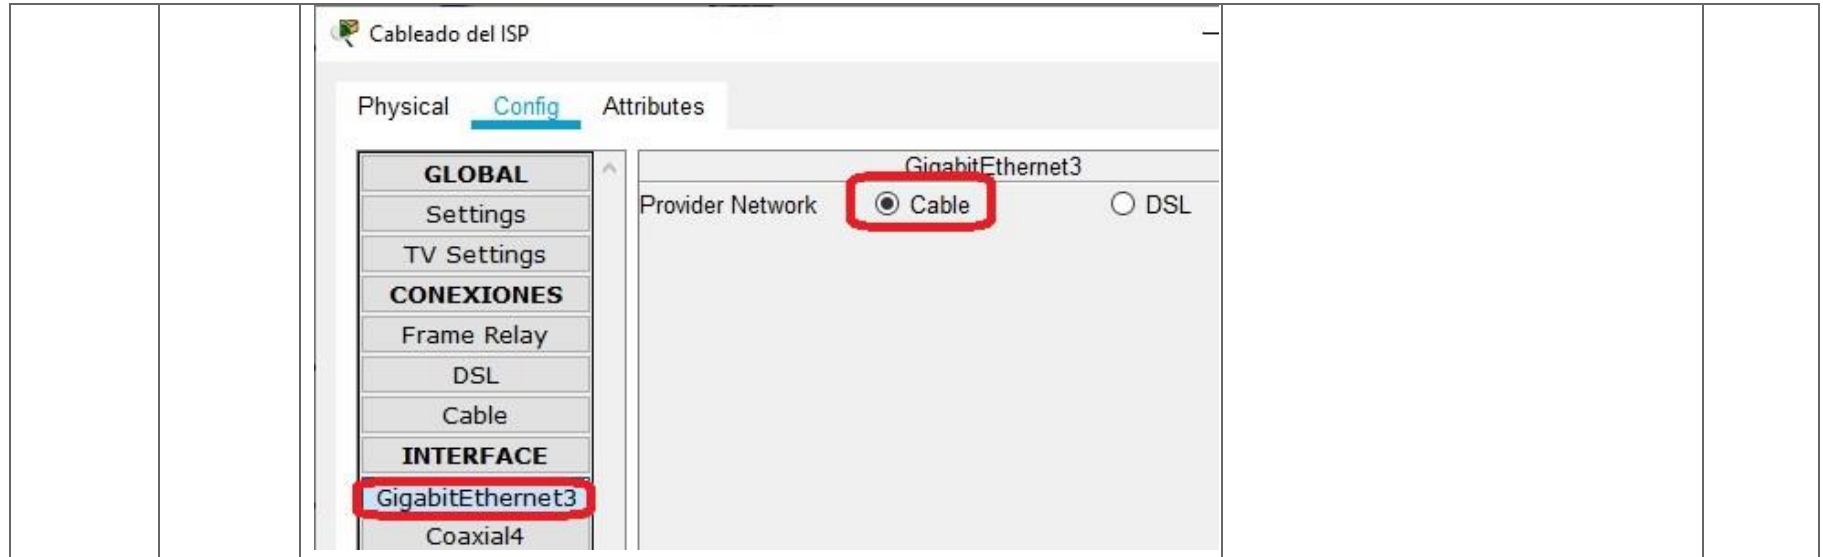 Cableado del ISP
Physical Config Attributes
GLOBAL
Settings
TV Settings
CONEXIONES
Frame Relay
DSL
Cable
INTERFACE
GigabitEthernet3
Coaxial4
GigabitEthernet3
Provider Network Cable DSL